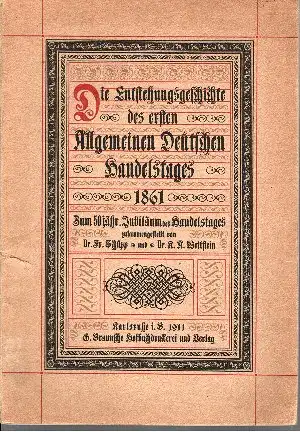 Die Entstehungsgeschichte
des ersten
Allgemeinen Deutschen
Handelstages
1861
Zum 50jähr. Jubiläum des Handelstages
zusammengestellt von
Dr. Fr. Schupp und Dr. K. A. Wettstein
Karlsruhe i. B. 1911
G. Braunsche Hofbuchdruckerei und Verlag